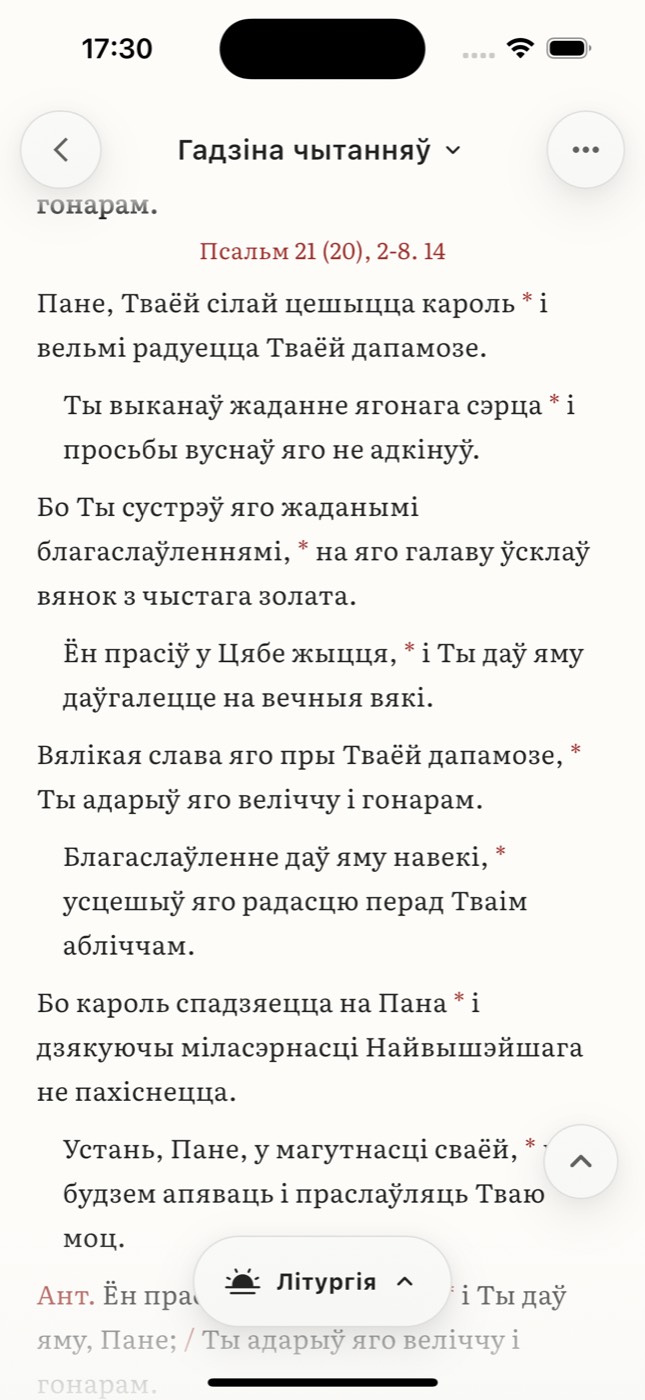 17:30
Гадзіна чытанняў
гонарам.
Псальм 21 (20), 2-8. 14
Пане, Тваёй сілай цешыцца кароль * і
вельмі радуецца Тваёй дапамозе.
Ты выканаў жаданне ягонага сэрца * і
просьбы вуснаў яго не адкінуў.
Бо Ты сустрэў яго жаданымі
благаслаўленнямі, * на яго галаву ўсклаў
вянок з чыстага золата.
Ён прасіў у Цябе жыцця, * і Ты даў яму
даўгалецце на вечныя вякі.
Вялікая слава яго пры Тваёй дапамозе, *
Ты адарыў яго веліччу і гонарам.
Благаслаўленне даў яму навекі, *
усцешыў яго радасцю перад Тваім
абліччам.
Бо кароль спадзяецца на Пана * і
дзякуючы міласэрнасці Найвышэйшага
не пахіснецца.
Устань, Пане, у магутнасці сваёй, *
будзем апяваць і праслаўляць Тваю
моц.
Літургія
Ант. Ён * і Ты даў
яму, Пане; / Ты адарыў яго веліччу і
гонарам.